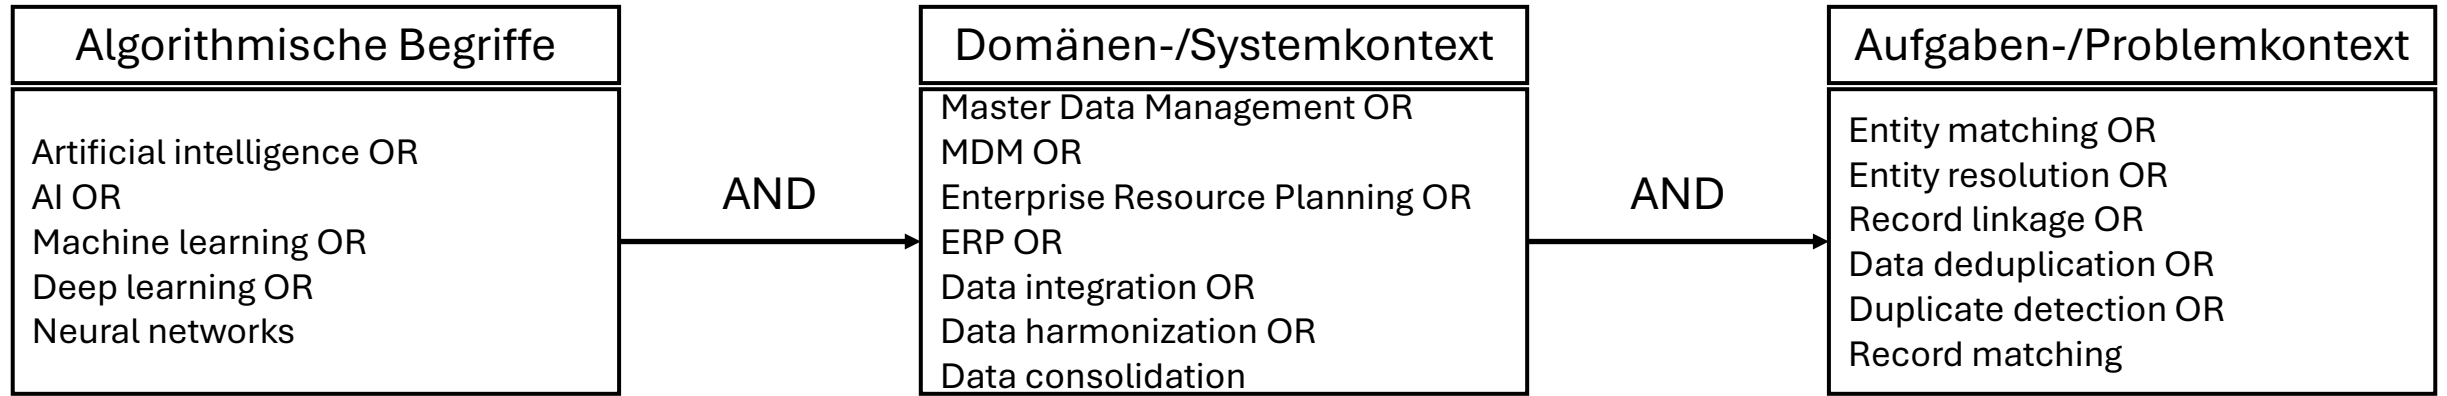 Algorithmische Begriffe
Artificial intelligence OR
AI OR
Machine learning OR
Deep learning OR
Neural networks
AND
Domänen-/Systemkontext
Master Data Management OR
MDM OR
Enterprise Resource Planning OR
ERP OR
Data integration OR
Data harmonization OR
Data consolidation
AND
Aufgaben-/Problemkontext
Entity matching OR
Entity resolution OR
Record linkage OR
Data deduplication OR
Duplicate detection OR
Record matching